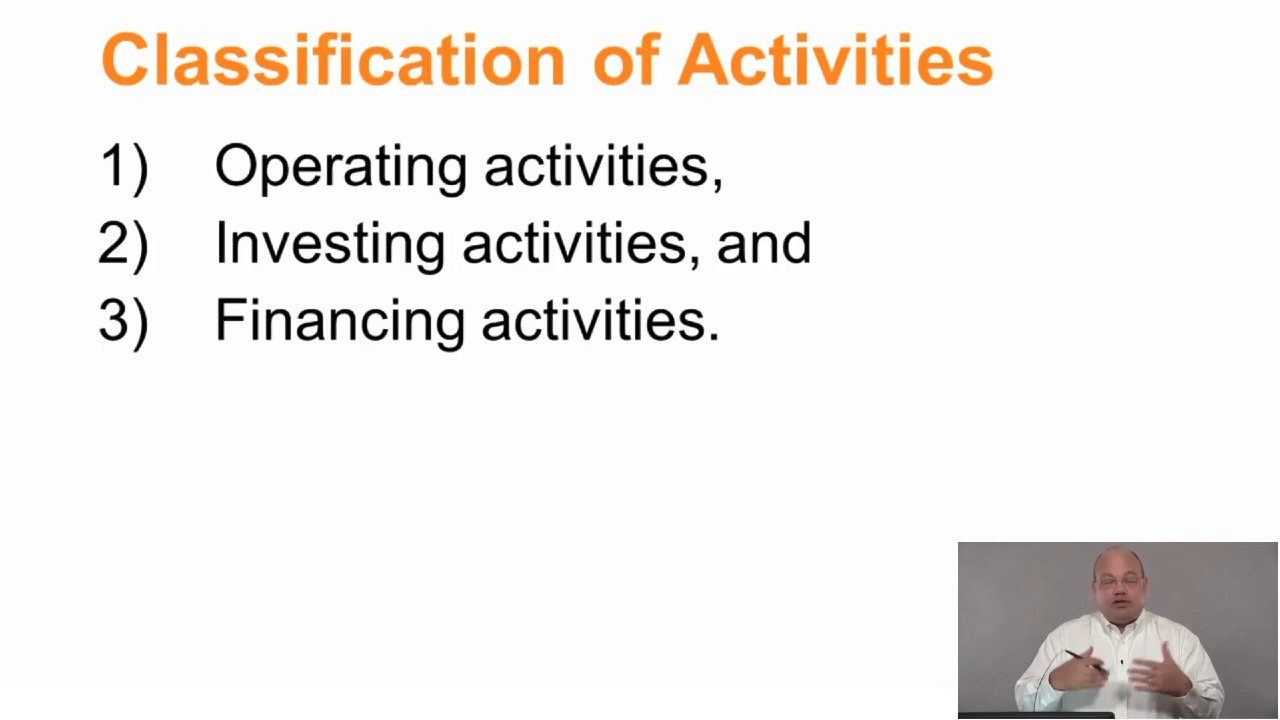 Classification of Activities
1) Operating activities,
2) Investing activities, and
3) Financing activities.